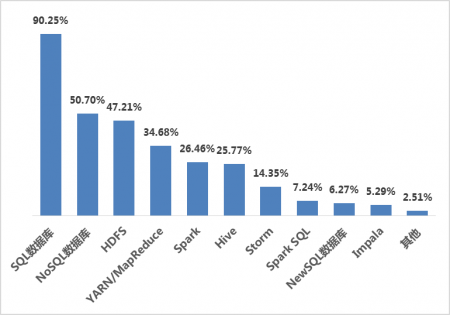 90.25%
50.70%
47.21%
34.68%
26.46%
25.77%
14.35%
7.24%
6.27%
5.29%
2.51%
SQL数据库
NoSQL数据库
HDFS
YARN/MapReduce
Spark
Hive
Storm
Spark SQL
NewSQL数据库
Impala
其他